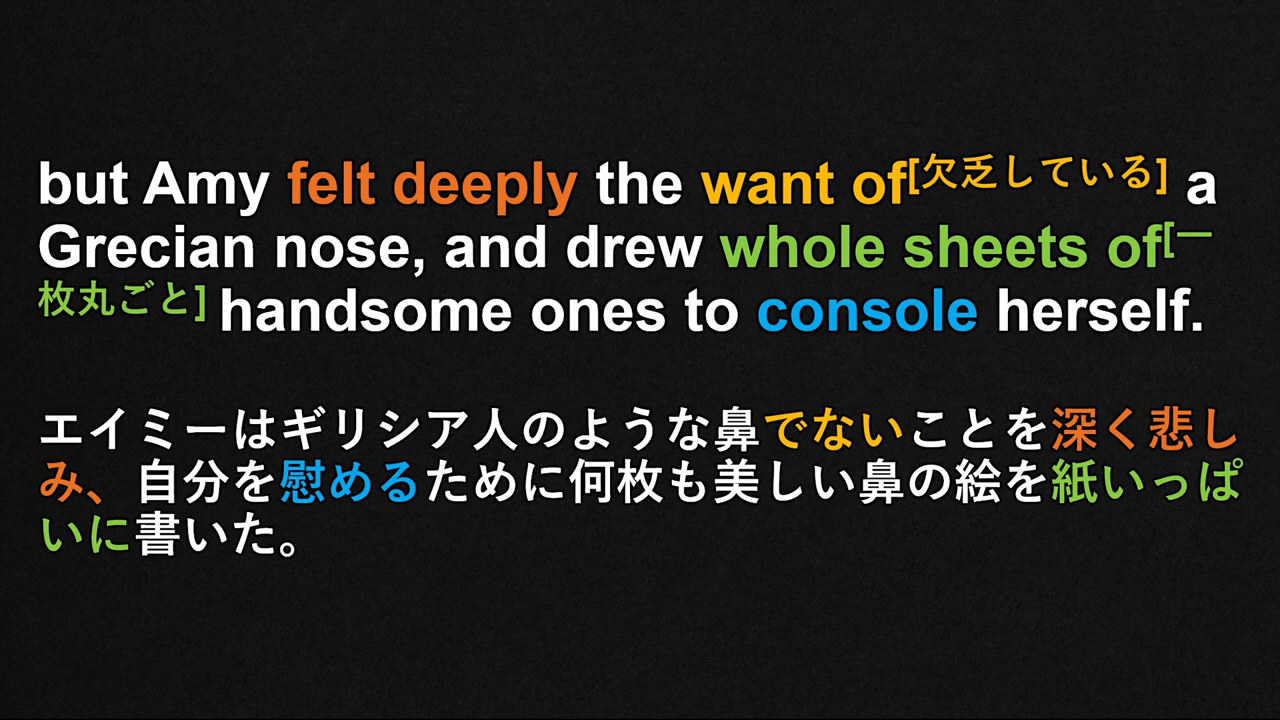 but Amy felt deeply the want of[欠乏している] a
Grecian nose, and drew whole sheets of[一
枚丸ごと] handsome ones to console herself.
エイミーはギリシア人のような鼻でないことを深く悲し
み、自分を慰めるために何枚も美しい鼻の絵を紙いっぱ
いに書いた。